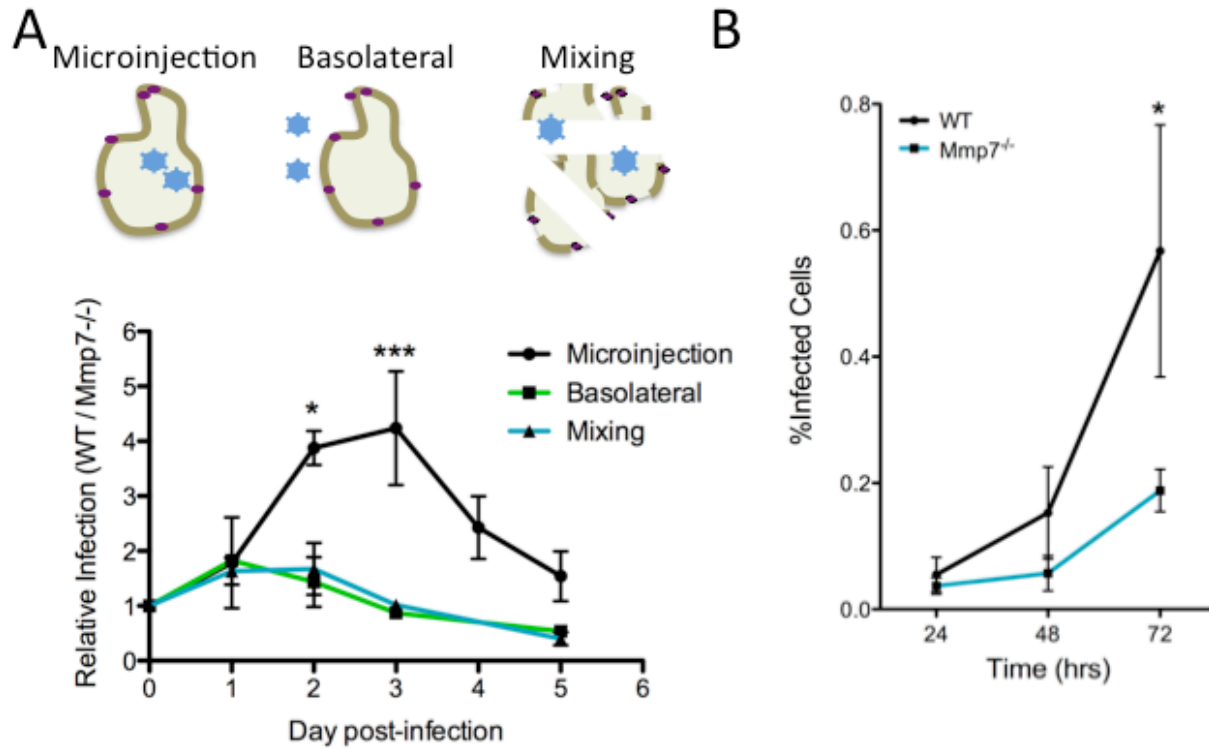 A
Microinjection Basolateral Mixing
Relative Infection (WT / Mmp7-/-)
6
5
4
3
2
1
0
*
***
Microinjection
Basolateral
Mixing
0 1 2 3 4 5 6
Day post-infection
B
%Infected Cells
0.8
0.6
0.4
0.2
0.0
WT
Mmp7-/-
*
24 48 72
Time (hrs)